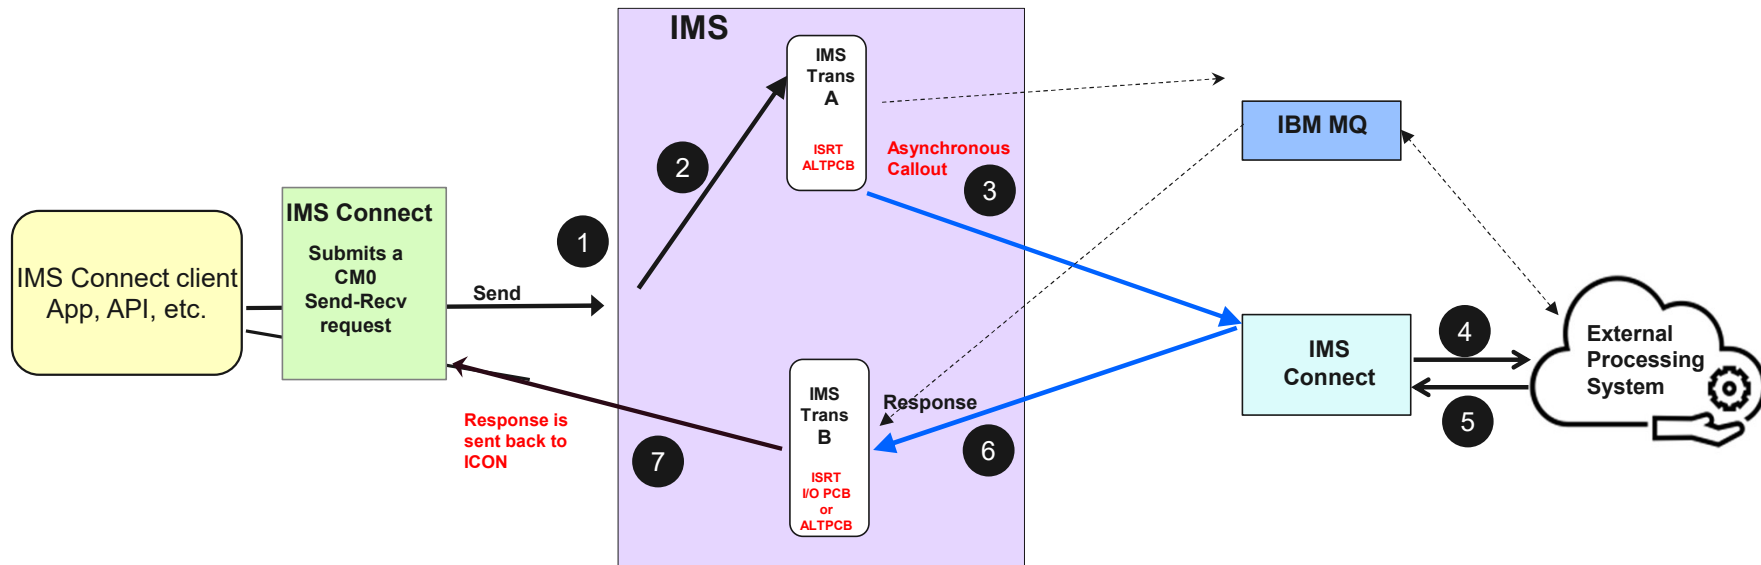 IMS
IMS
Trans
A
ISRT
ALTPCB
Asynchronous
Callout
3
2
IBM MQ
IMS Connect
Submits a
CM0
Send-Recv
request
1
Send
IMS Connect client
App, API, etc.
IMS
Connect
4
5
External
Processing
System
IMS
Trans
B
ISRT
I/O PCB
or
ALTPCB
Response
6
7
Response is
sent back to
ICON